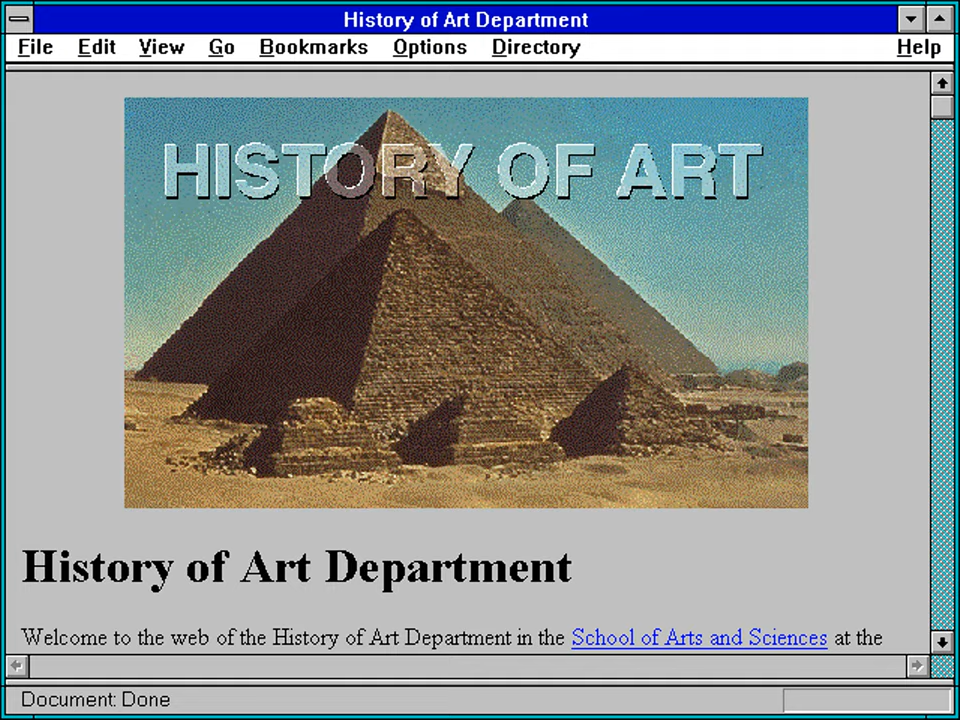 History of Art Department
File Edit View Go Bookmarks Options Directory Help
HISTORY OF ART
History of Art Department
Welcome to the web of the History of Art Department in the School of Arts and Sciences at the
Document: Done